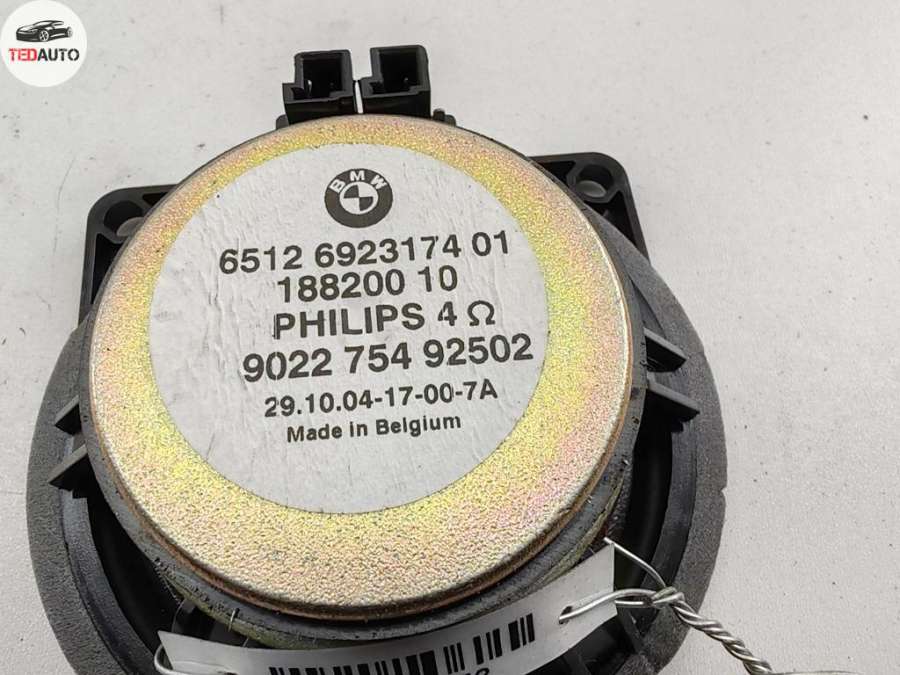 TEDAUTO
BMW
6512 6923174 01
188200 10
PHILIPS 4 Ω
9022 754 92502
29.10.04-17-00-7A
Made in Belgium